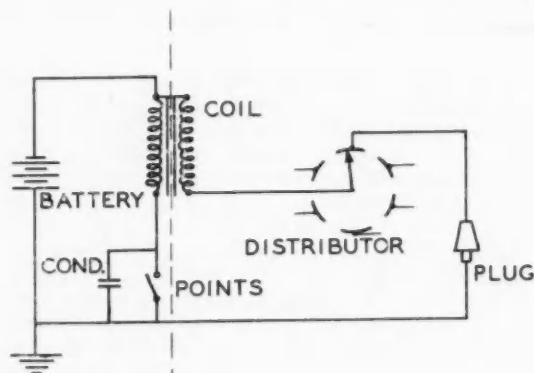 COIL
BATTERY
DISTRIBUTOR
COND.
POINTS
PLUG